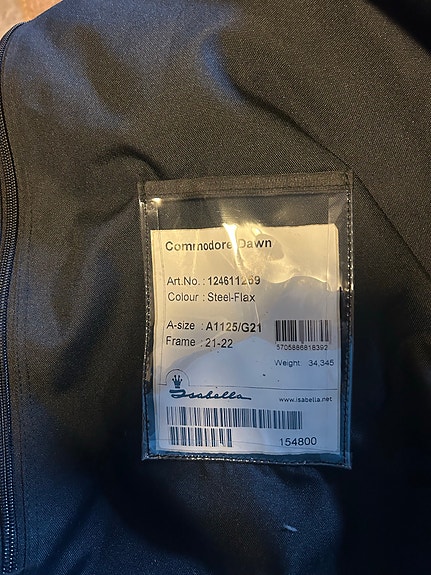 Commodore Dawn
Art.No. : 124611269
Colour : Steel-Flax
A-size : A1125/G21
Frame : 21-22
5705886818392
Weight: 34,345
Isabella
www.isabella.net
154800